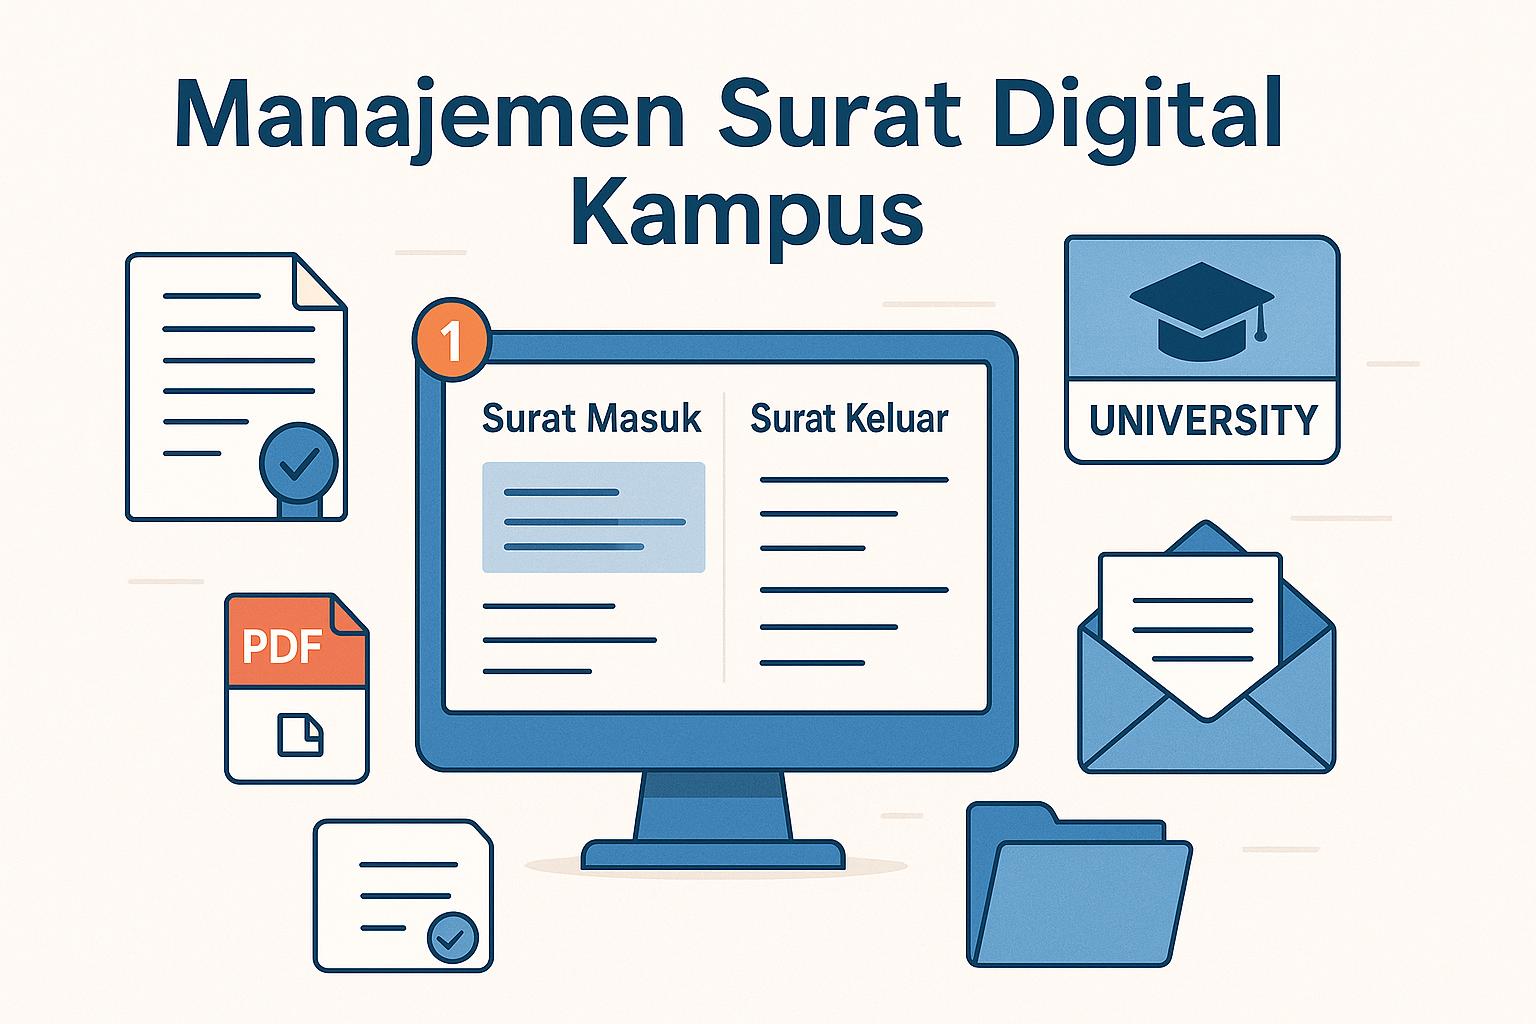 Manajemen Surat Digital
Kampus
1
Surat Masuk
Surat Keluar
UNIVERSITY
PDF